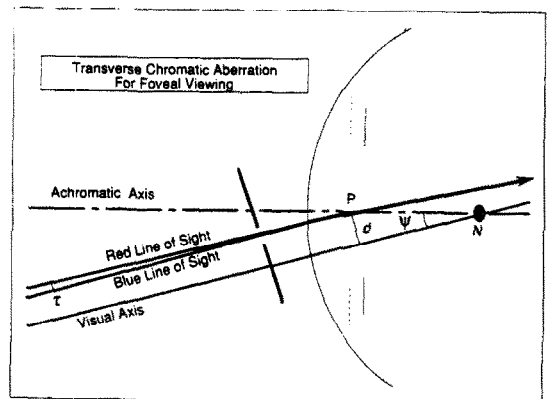 Transverse Chromatic Aberration
For Foveal Viewing
Achromatic Axis
P
Red Line of Sight
d
Ψ
N
Blue Line of Sight
τ
Visual Axis